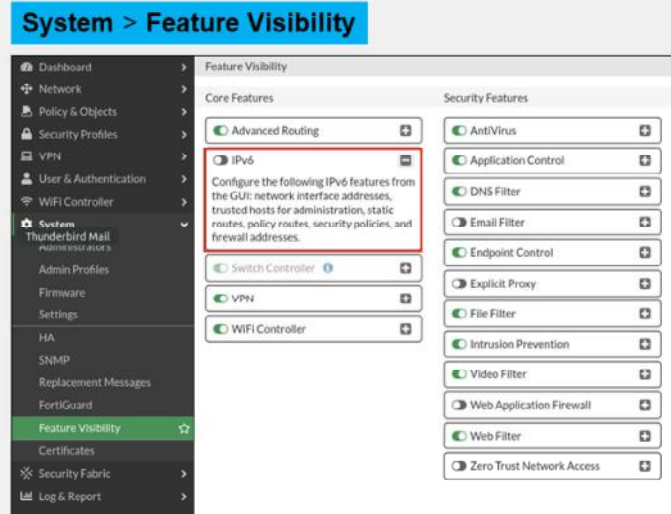 System > Feature Visibility
Dashboard
Network
Policy & Objects
Security Profiles
VPN
User & Authentication
WiFi Controller
System
Thunderbird Mail
Administrators
Admin Profiles
Firmware
Settings
HA
SNMP
Replacement Messages
FortiGuard
Feature Visibility
Certificates
Security Fabric
Log & Report
Feature Visibility
Core Features
Advanced Routing
IPv6
Configure the following IPv6 features from
the GUI: network interface addresses,
trusted hosts for administration, static
routes, policy routes, security policies, and
firewall addresses.
Switch Controller
VPN
WiFi Controller
Security Features
AntiVirus
Application Control
DNS Filter
Email Filter
Endpoint Control
Explicit Proxy
File Filter
Intrusion Prevention
Video Filter
Web Application Firewall
Web Filter
Zero Trust Network Access